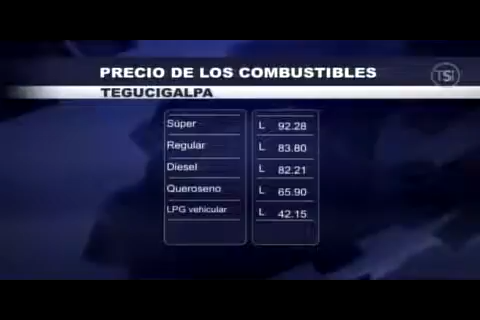 PRECIO DE LOS COMBUSTIBLES
TSi
TEGUCIGALPA
Súper L 92.28
Regular L 83.80
Diesel L 82.21
Queroseno L 65.90
LPG vehicular L 42.15